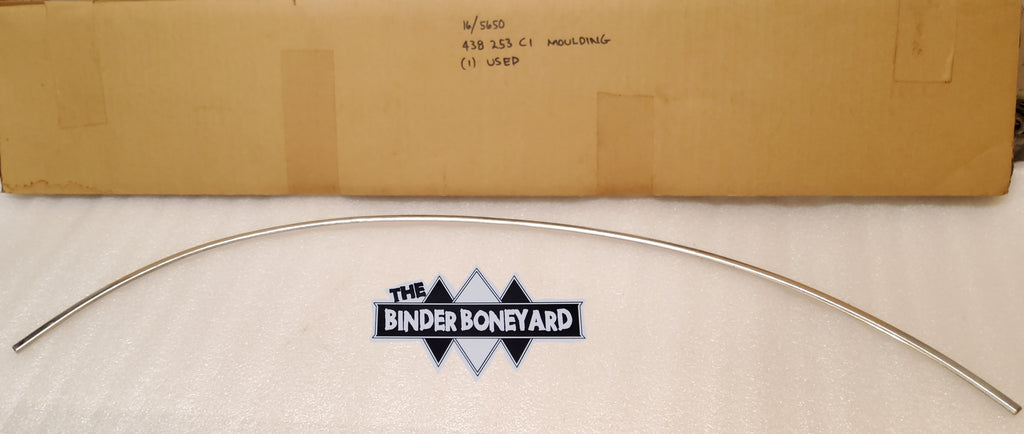 16/5650
438 253 C1 MOULDING
(1) USED
THE
BINDER BONEYARD